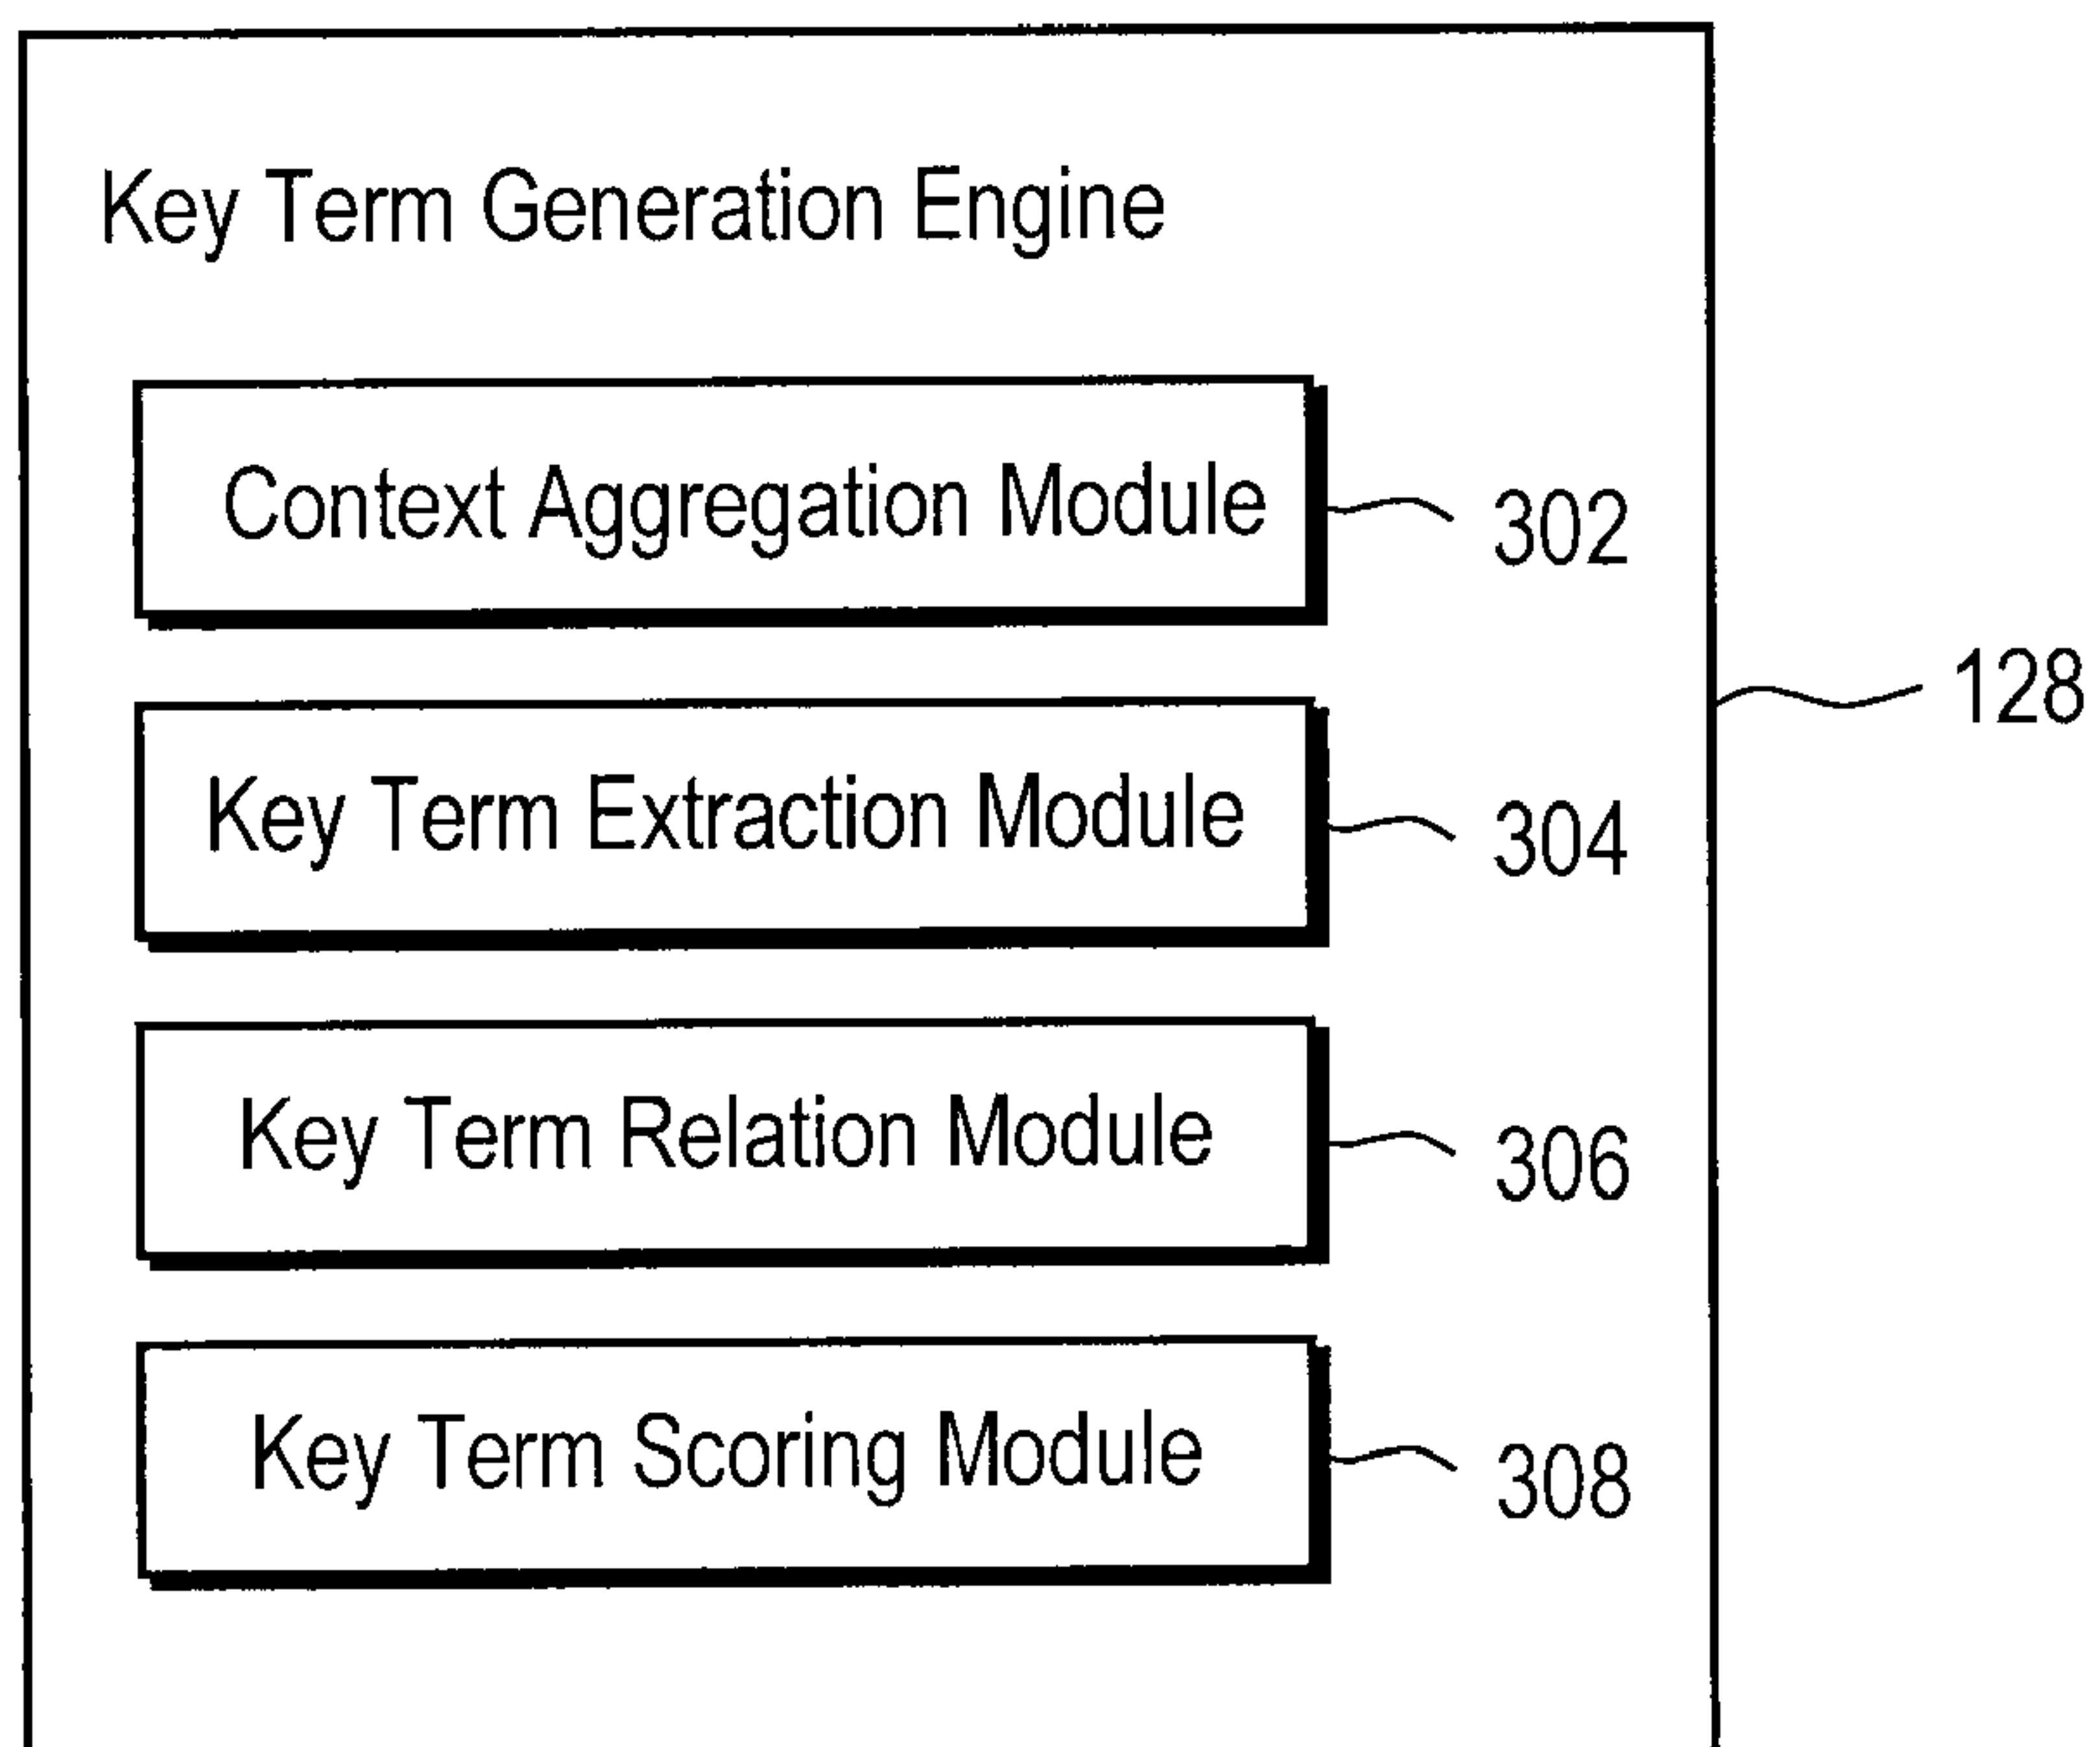 Key Term Generation Engine
Context Aggregation Module
302
128
Key Term Extraction Module
304
Key Term Relation Module
306
Key Term Scoring Module
308